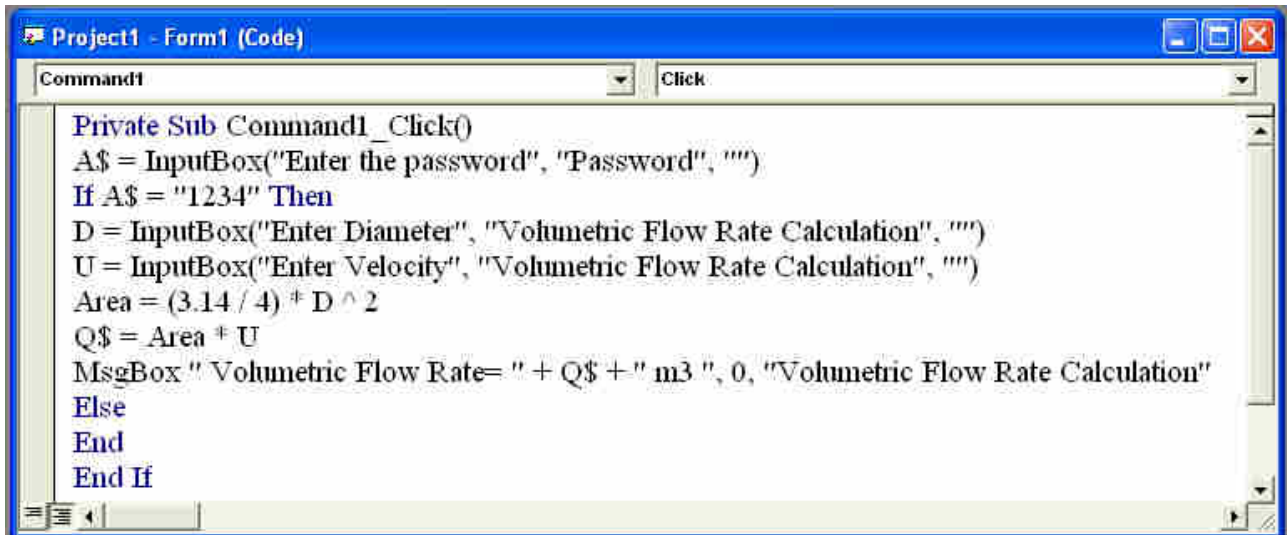 Project1 - Form1 (Code)
Command1 Click
Private Sub Command1_Click()
A$ = InputBox("Enter the password", "Password", "")
If A$ = "1234" Then
D = InputBox("Enter Diameter", "Volumetric Flow Rate Calculation", "")
U = InputBox("Enter Velocity", "Volumetric Flow Rate Calculation", "")
Area = (3.14 / 4) * D ^ 2
Q$ = Area * U
MsgBox " Volumetric Flow Rate= " + Q$ + " m3 ", 0, "Volumetric Flow Rate Calculation"
Else
End
End If